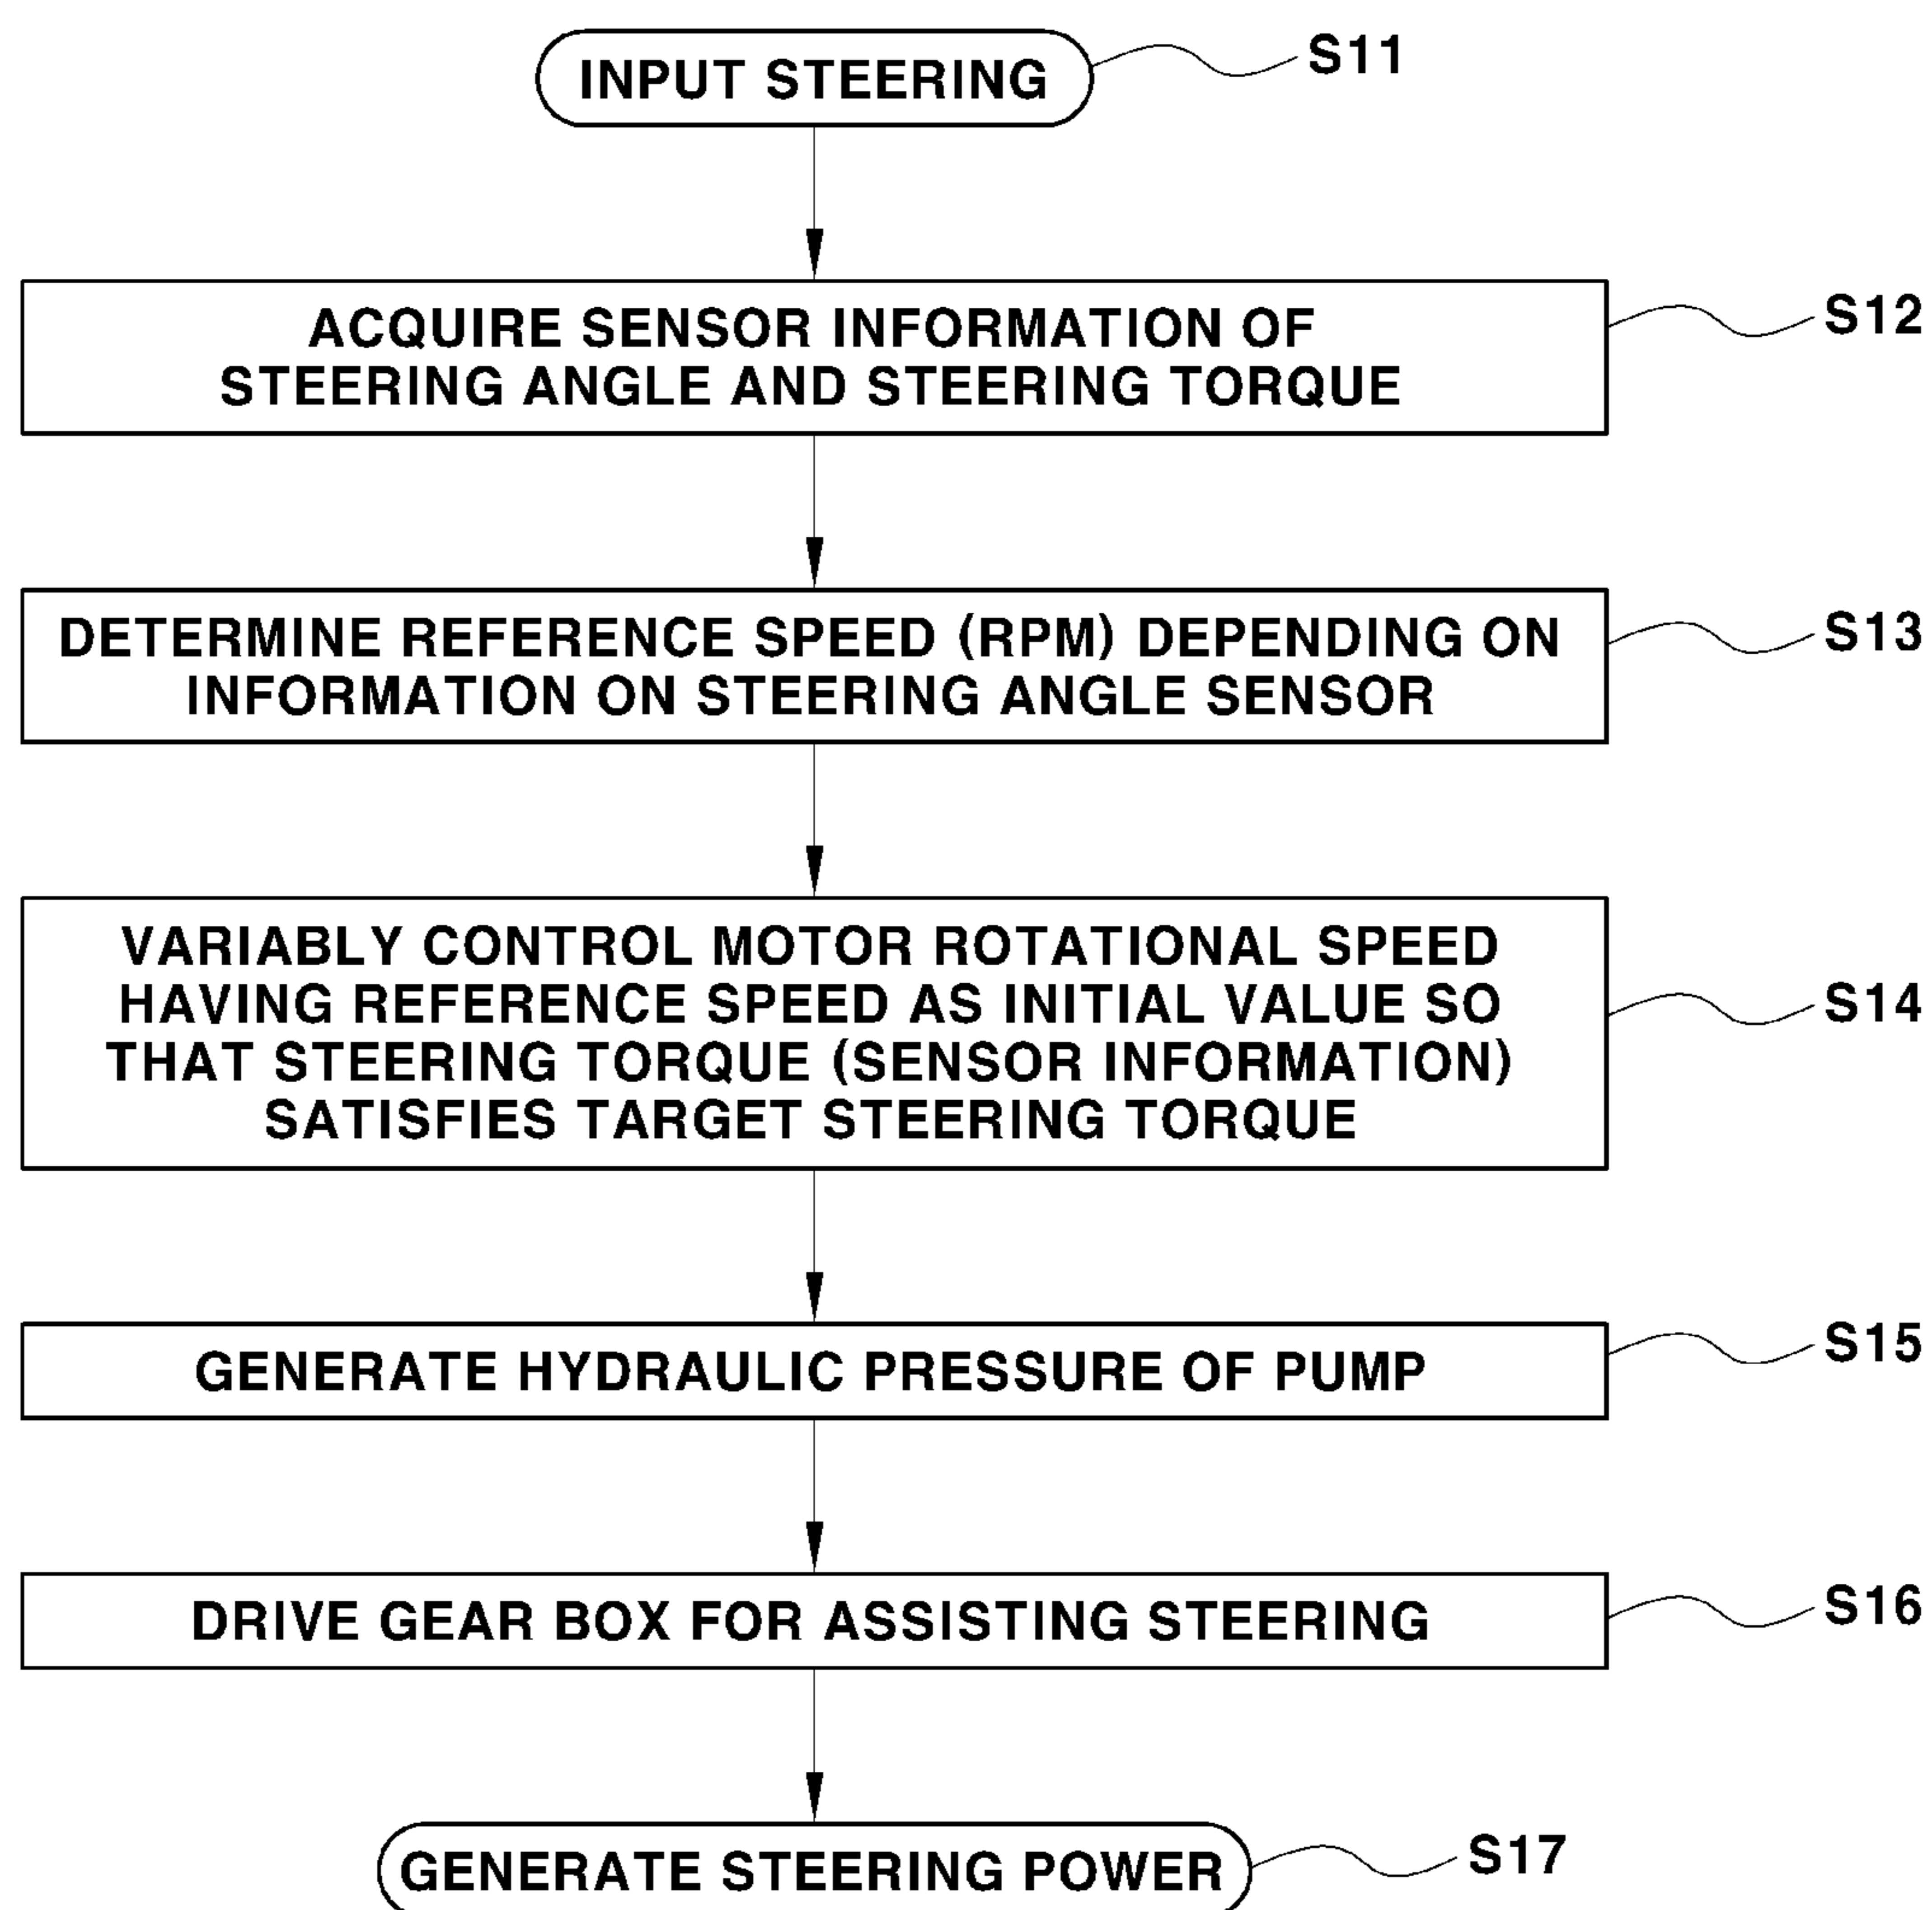 INPUT STEERING
S11
ACQUIRE SENSOR INFORMATION OF
STEERING ANGLE AND STEERING TORQUE
S12
DETERMINE REFERENCE SPEED (RPM) DEPENDING ON
INFORMATION ON STEERING ANGLE SENSOR
S13
VARIABLY CONTROL MOTOR ROTATIONAL SPEED
HAVING REFERENCE SPEED AS INITIAL VALUE SO
THAT STEERING TORQUE (SENSOR INFORMATION)
SATISFIES TARGET STEERING TORQUE
S14
GENERATE HYDRAULIC PRESSURE OF PUMP
S15
DRIVE GEAR BOX FOR ASSISTING STEERING
S16
GENERATE STEERING POWER
S17